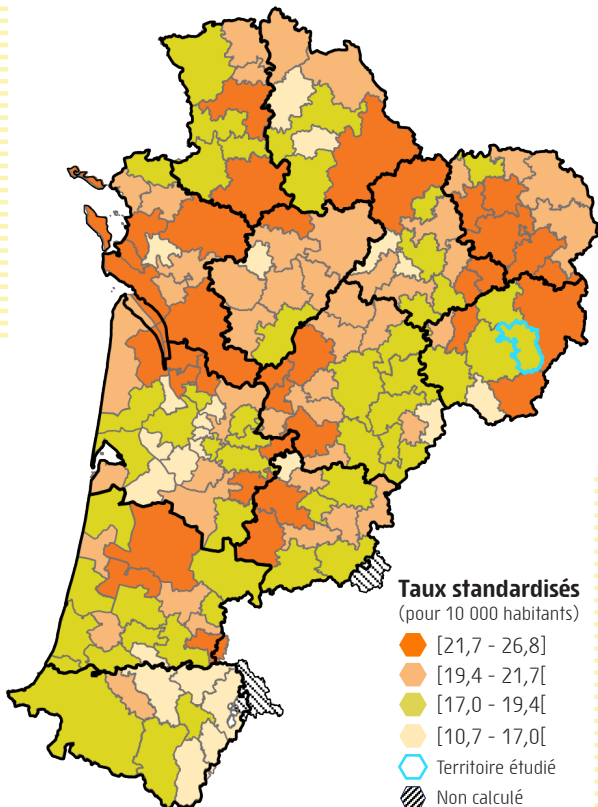 Taux standardisés
(pour 10 000 habitants)
[21,7 - 26,8]
[19,4 - 21,7[
[17,0 - 19,4[
[10,7 - 17,0[
Territoire étudié
Non calculé